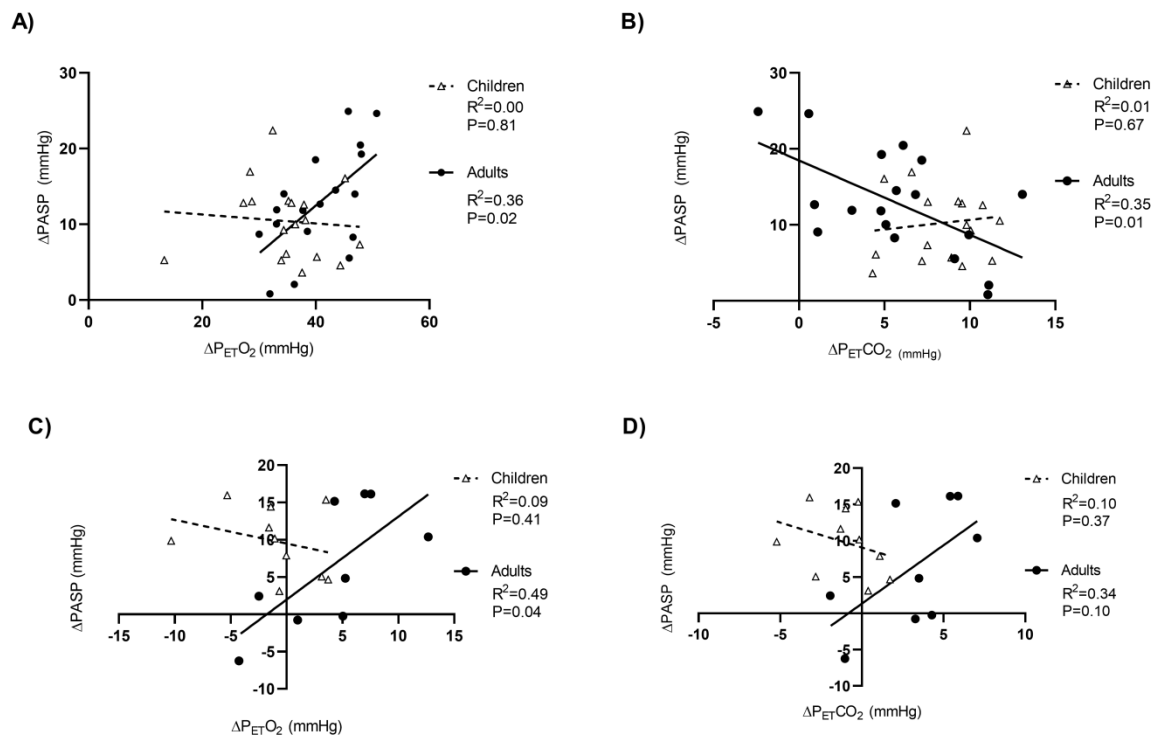 A)
30
20
10
0
0
20
40
60
ΔPASP (mmHg)
ΔPETO2 (mmHg)
Children
R2=0.00
P=0.81
Adults
R2=0.36
P=0.02
B)
30
20
10
-5
0
5
10
15
ΔPASP (mmHg)
ΔPETCO2 (mmHg)
Children
R2=0.01
P=0.67
Adults
R2=0.35
P=0.01
C)
20
15
10
5
-5
-10
-15
-10
-5
0
5
10
15
ΔPASP (mmHg)
ΔPETO2 (mmHg)
Children
R2=0.09
P=0.41
Adults
R2=0.49
P=0.04
D)
20
15
10
5
-5
-10
-10
-5
0
5
10
ΔPASP (mmHg)
ΔPETCO2 (mmHg)
Children
R2=0.10
P=0.37
Adults
R2=0.34
P=0.10